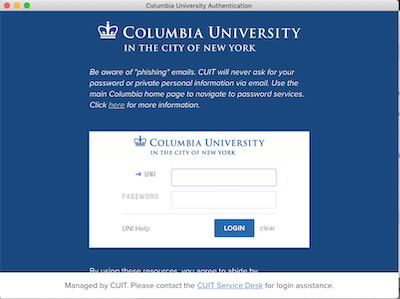 Columbia University Authentication
COLUMBIA UNIVERSITY
IN THE CITY OF NEW YORK
Be aware of "phishing" emails. CUIT will never ask for your
password or private personal information via email. Use the
main Columbia home page to navigate to password services.
Click here for more information.
COLUMBIA UNIVERSITY
IN THE CITY OF NEW YORK
UNI
PASSWORD
UNI Help
LOGIN
clear
By using these resources, you agree to abide by
Managed by CUIT. Please contact the CUIT Service Desk for login assistance.